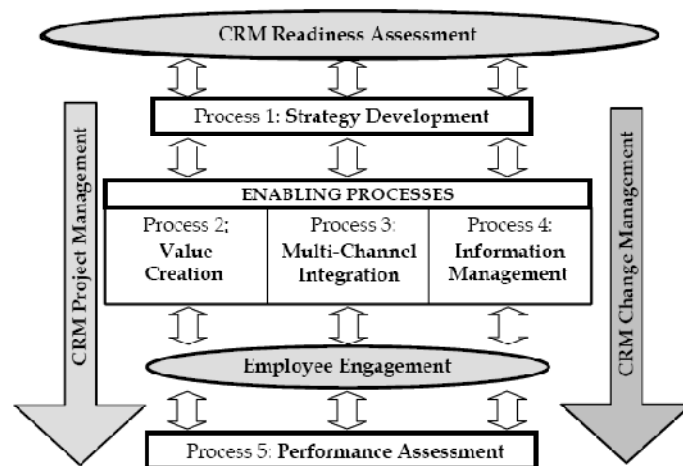 CRM Readiness Assessment
Process 1: Strategy Development
ENABLING PROCESSES
Process 2:
Value
Creation
Process 3:
Multi-Channel
Integration
Process 4:
Information
Management
Employee Engagement
Process 5: Performance Assessment
CRM Project Management
CRM Change Management